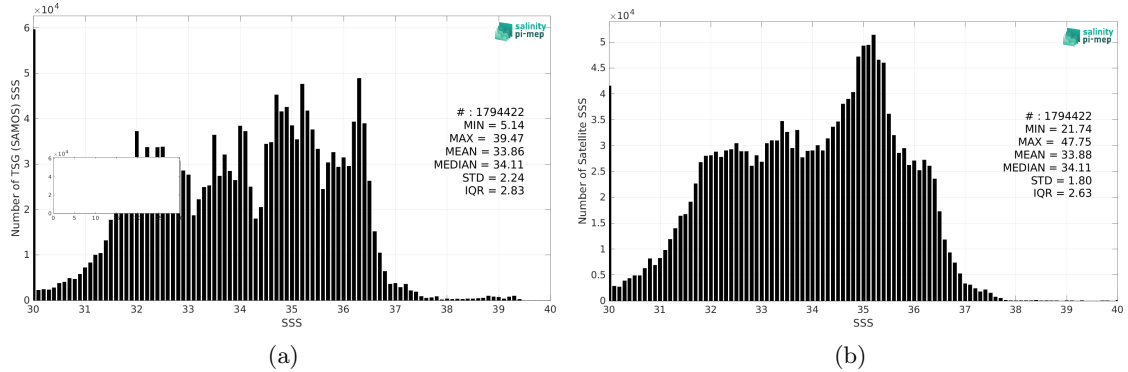 ×10⁴
6
5
4
3
2
1
0
Number of TSG (SAMOS) SSS
salinity
pi-mep
# : 1794422
MIN = 5.14
MAX = 39.47
MEAN = 33.86
MEDIAN = 34.11
STD = 2.24
IQR = 2.83
6 ×10⁴
4
2
0
0 5 10
30 31 32 33 34 35 36 37 38 39 40
SSS
(a)
×10⁴
5
4.5
4
3.5
3
2.5
2
1.5
1
0.5
0
Number of Satellite SSS
salinity
pi-mep
# : 1794422
MIN = 21.74
MAX = 47.75
MEAN = 33.88
MEDIAN = 34.11
STD = 1.80
IQR = 2.63
30 31 32 33 34 35 36 37 38 39 40
SSS
(b)